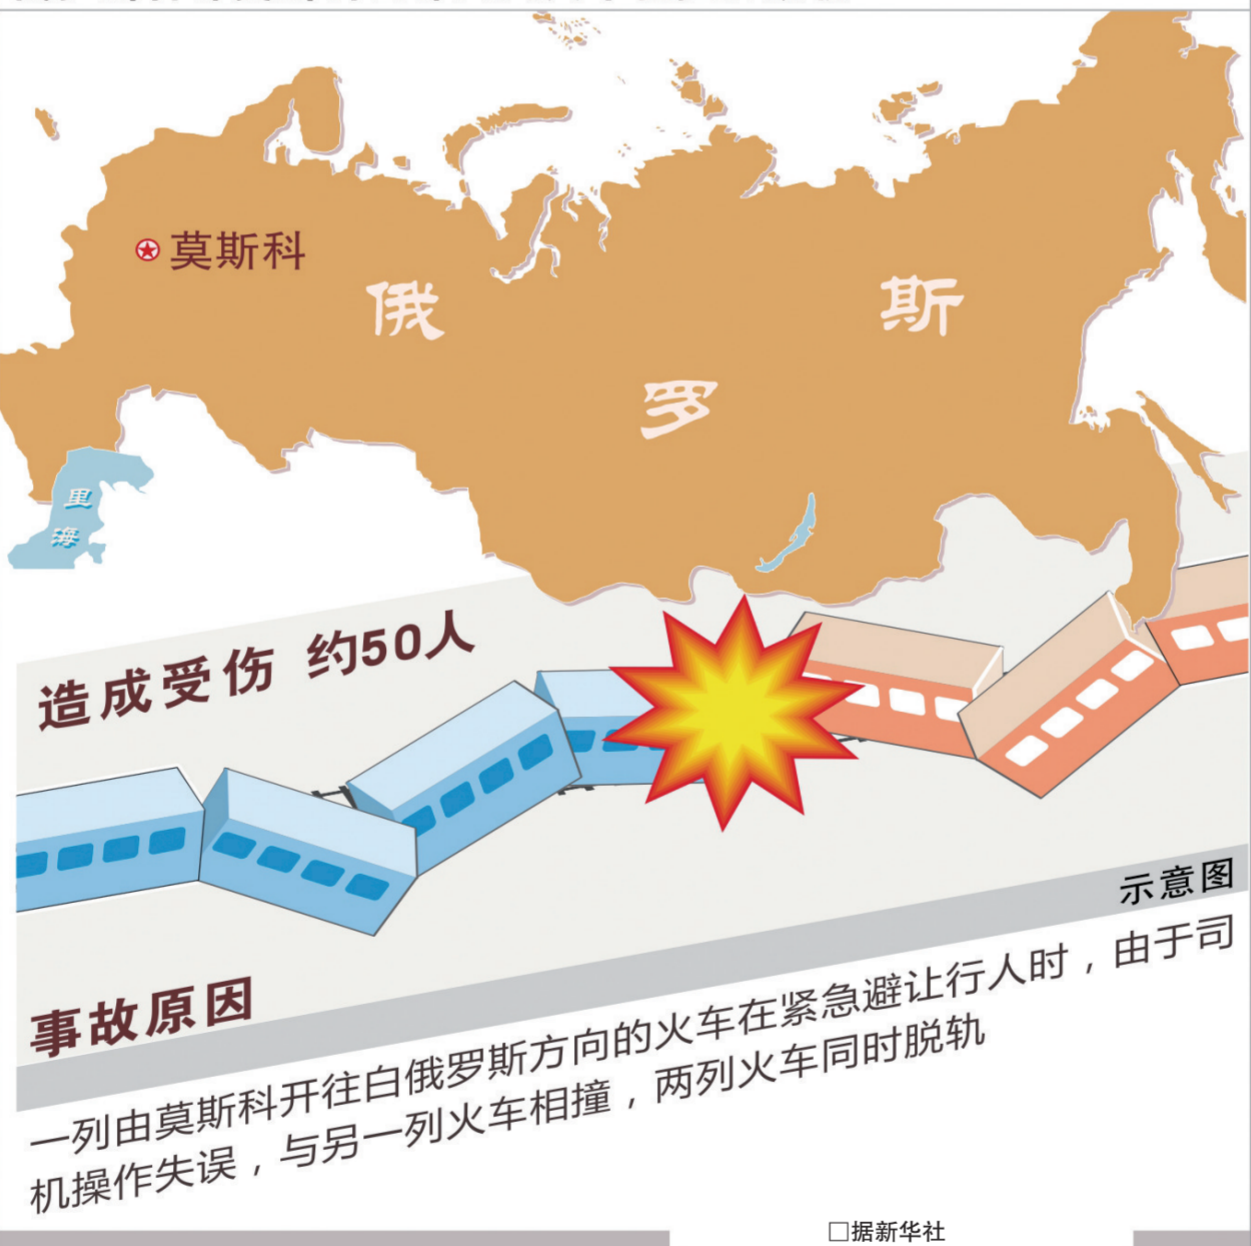 莫斯科
俄
罗
斯
里
海
造成受伤 约50人
示意图
事故原因
一列由莫斯科开往白俄罗斯方向的火车在紧急避让行人时，由于司
机操作失误，与另一列火车相撞，两列火车同时脱轨
□据新华社